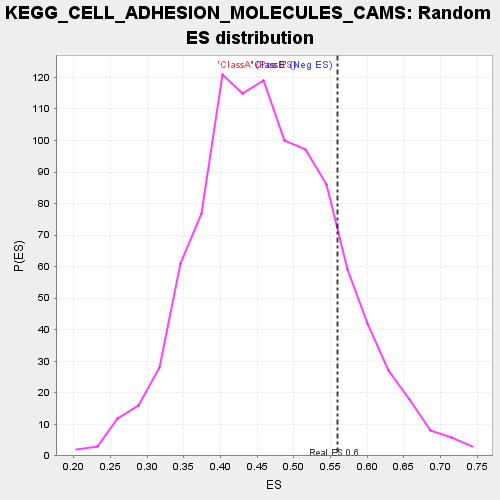 KEGG_CELL_ADHESION_MOLECULES_CAMS: Random
ES distribution
(Neg ES)
P(ES)
120
110
100
90
80
70
60
50
40
30
20
10
0
Real ES 0.6
0.20 0.25 0.30 0.35 0.40 0.45 0.50 0.55 0.60 0.65 0.70 0.75
ES